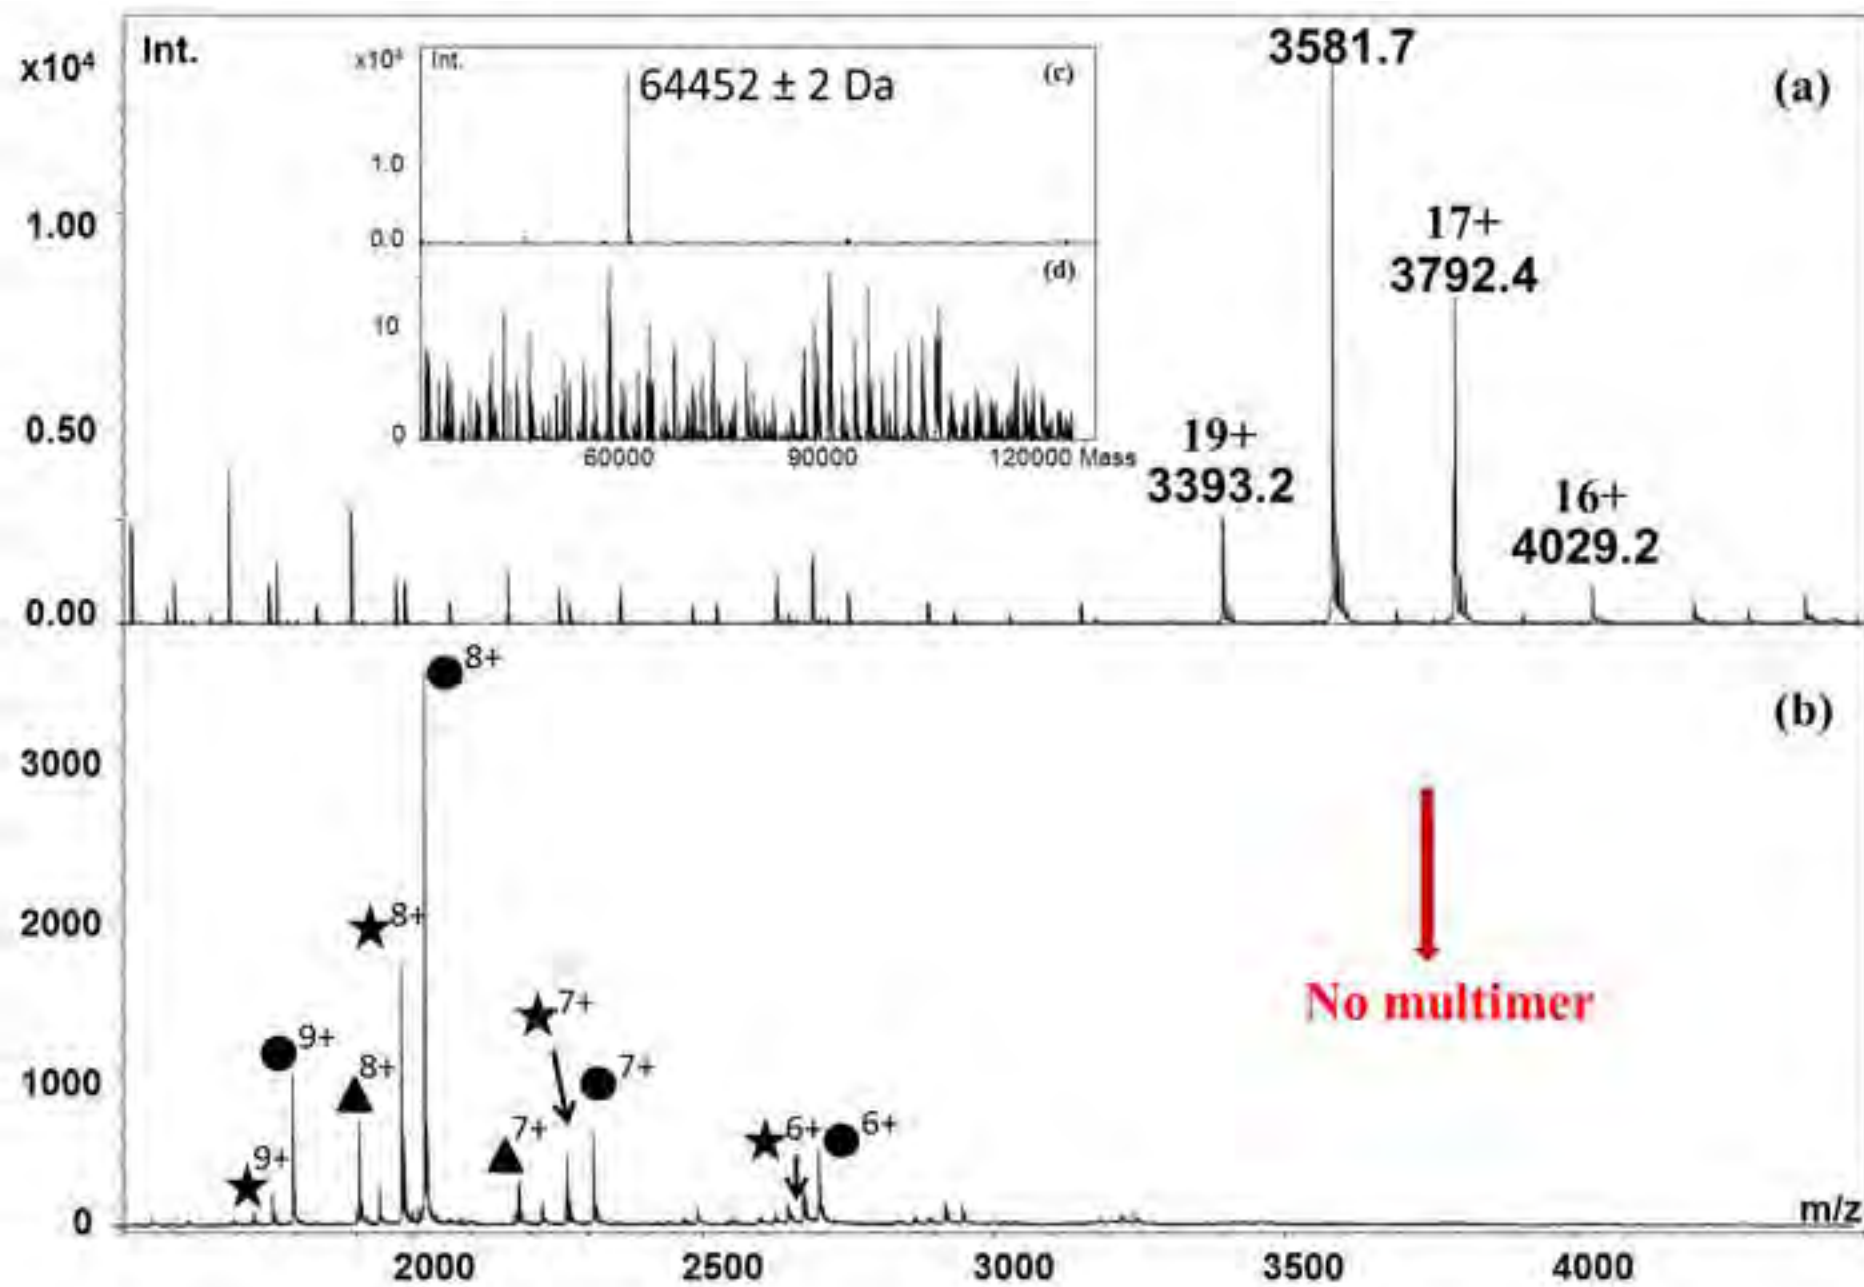 x10⁴
Int.
3581.7
(a)
x10³
Int.
64452 ± 2 Da
(c)
1.0
0.0
(d)
10
0
60000
90000
120000 Mass
1.00
0.50
0.00
17+
3792.4
19+
3393.2
16+
4029.2
8+
(b)
3000
2000
1000
0
8+
7+
9+
8+
7+
9+
7+
6+
6+
No multimer
m/z
2000
2500
3000
3500
4000